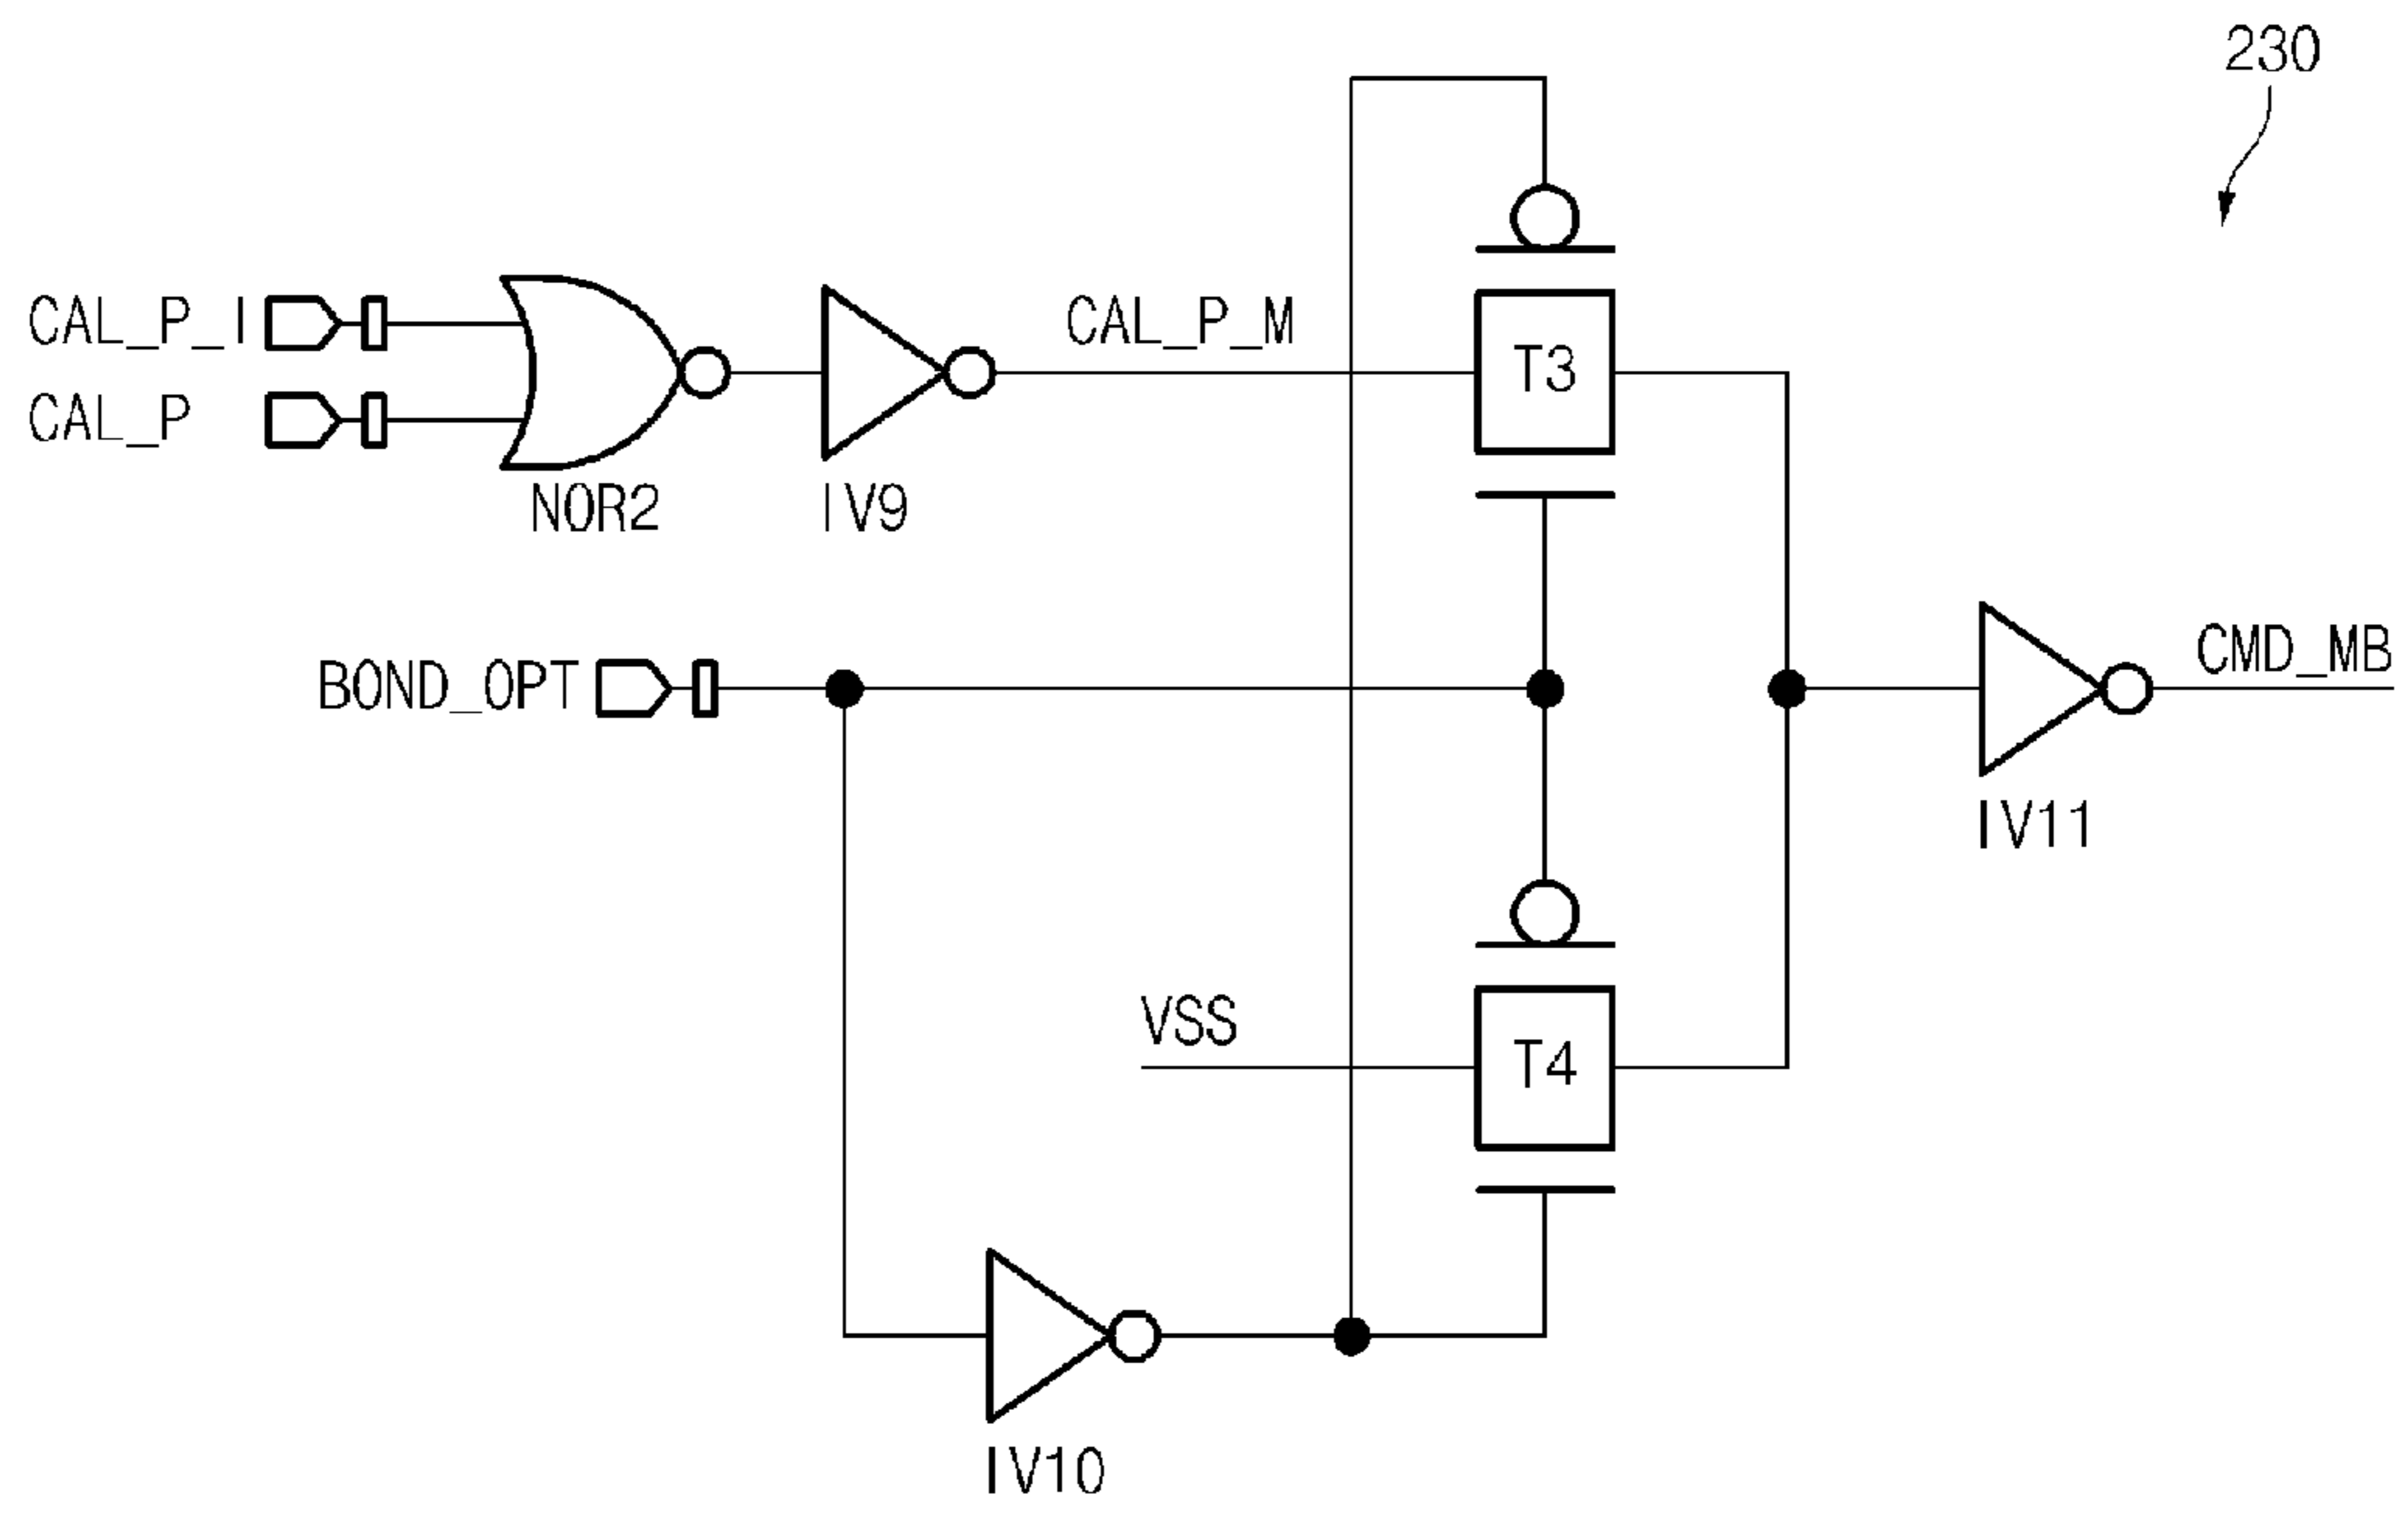 230
CAL_P_I
CAL_P_M
T3
CAL_P
NOR2
IV9
BOND_OPT
CMD_MB
IV11
VSS
T4
IV10